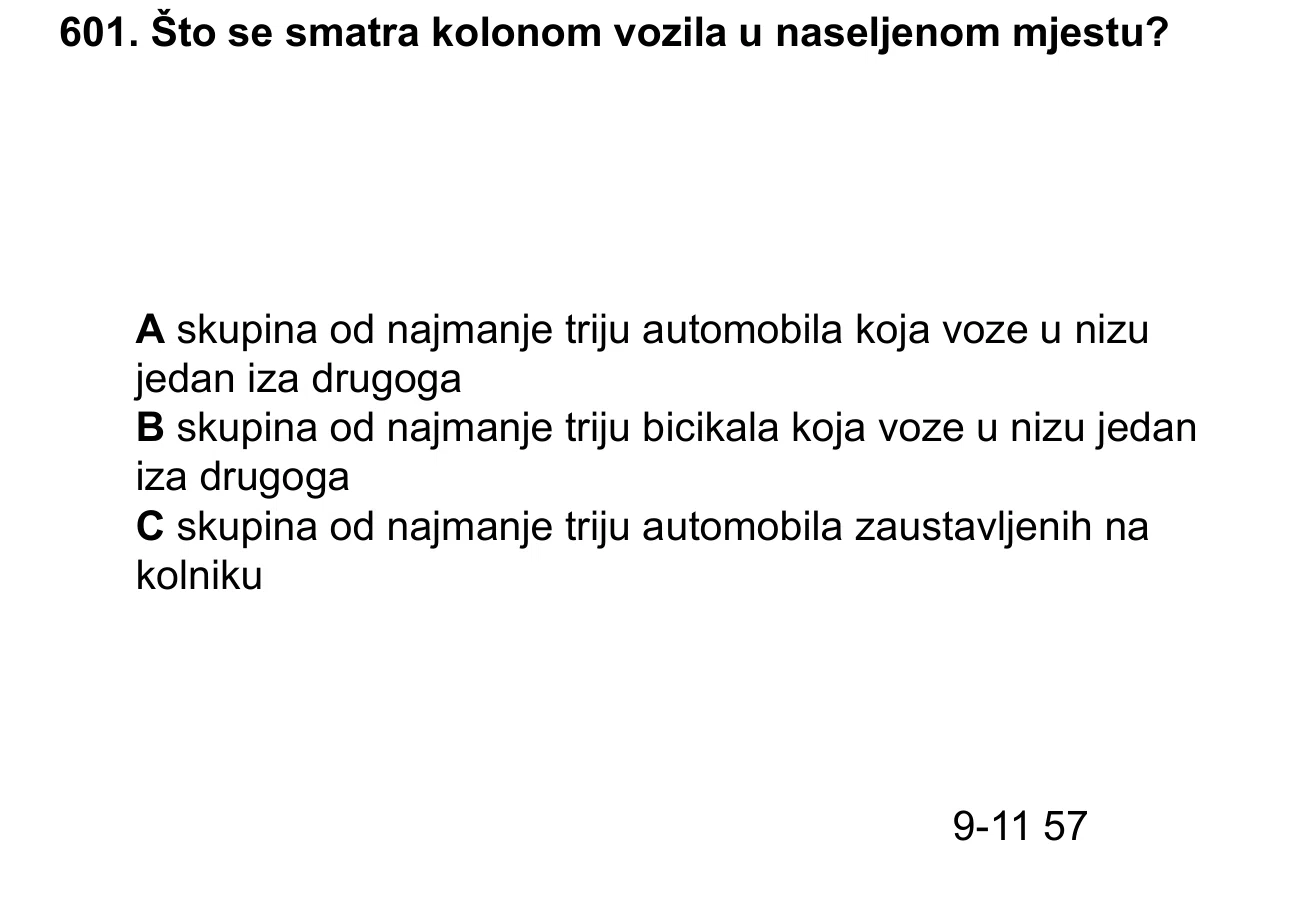 601. Što se smatra kolonom vozila u naseljenom mjestu?
A skupina od najmanje triju automobila koja voze u nizu
jedan iza drugoga
B skupina od najmanje triju bicikala koja voze u nizu jedan
iza drugoga
C skupina od najmanje triju automobila zaustavljenih na
kolniku
9-11 57